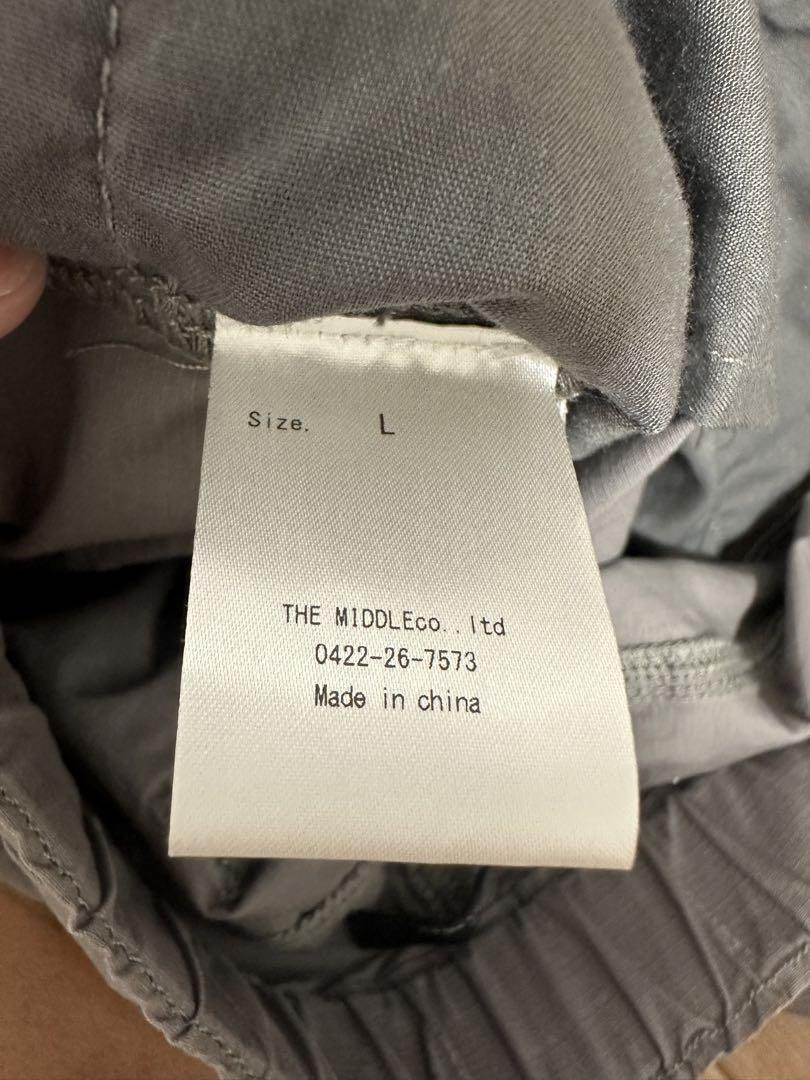 Size. L
THE MIDDLEco..ltd
0422-26-7573
Made in china